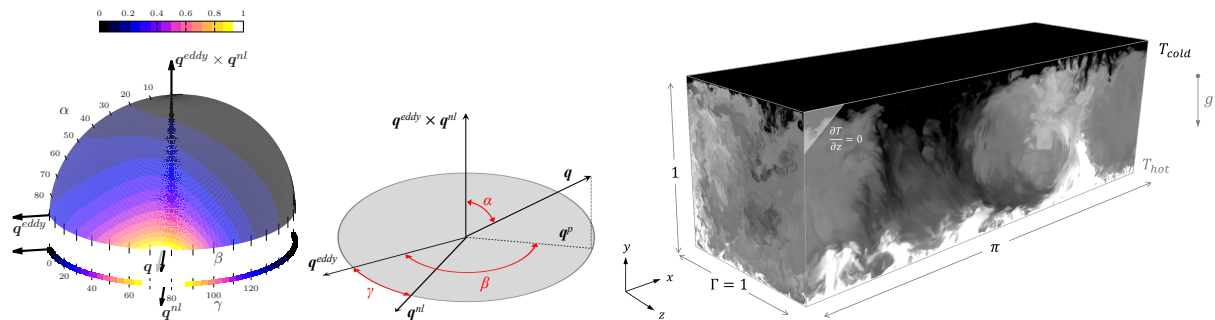 0 0.2 0.4 0.6 0.8 1
q^eddy × q^nl
10
20
30
α
40
50
60
70
80
q^eddy
q
β
0
20
40
60
80
100
120
γ
q^nl
q^eddy × q^nl
q
α
q^p
q^eddy
β
γ
q^nl
T_cold
g
∂T/∂z = 0
1
T_hot
π
Γ = 1
y
x
z